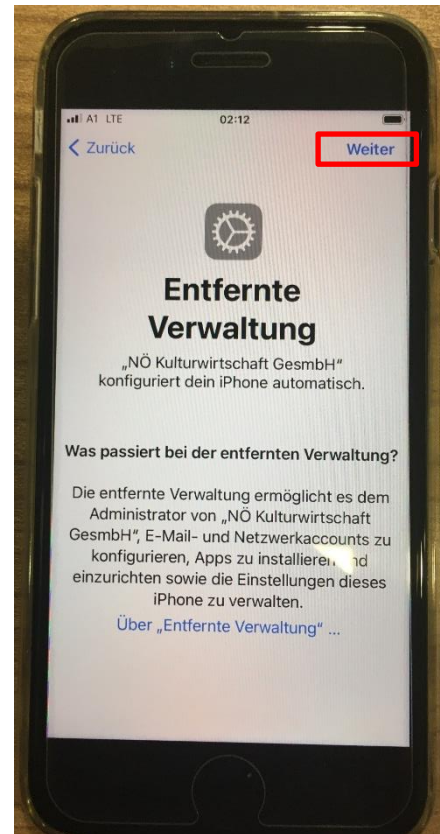 A1 LTE 02:12
Zurück Weiter
Entfernte
Verwaltung
„NÖ Kulturwirtschaft GesmbH“
konfiguriert dein iPhone automatisch.
Was passiert bei der entfernten Verwaltung?
Die entfernte Verwaltung ermöglicht es dem
Administrator von „NÖ Kulturwirtschaft
GesmbH“, E-Mail- und Netzwerkaccounts zu
konfigurieren, Apps zu installieren und
einzurichten sowie die Einstellungen dieses
iPhone zu verwalten.
Über „Entfernte Verwaltung“ ...